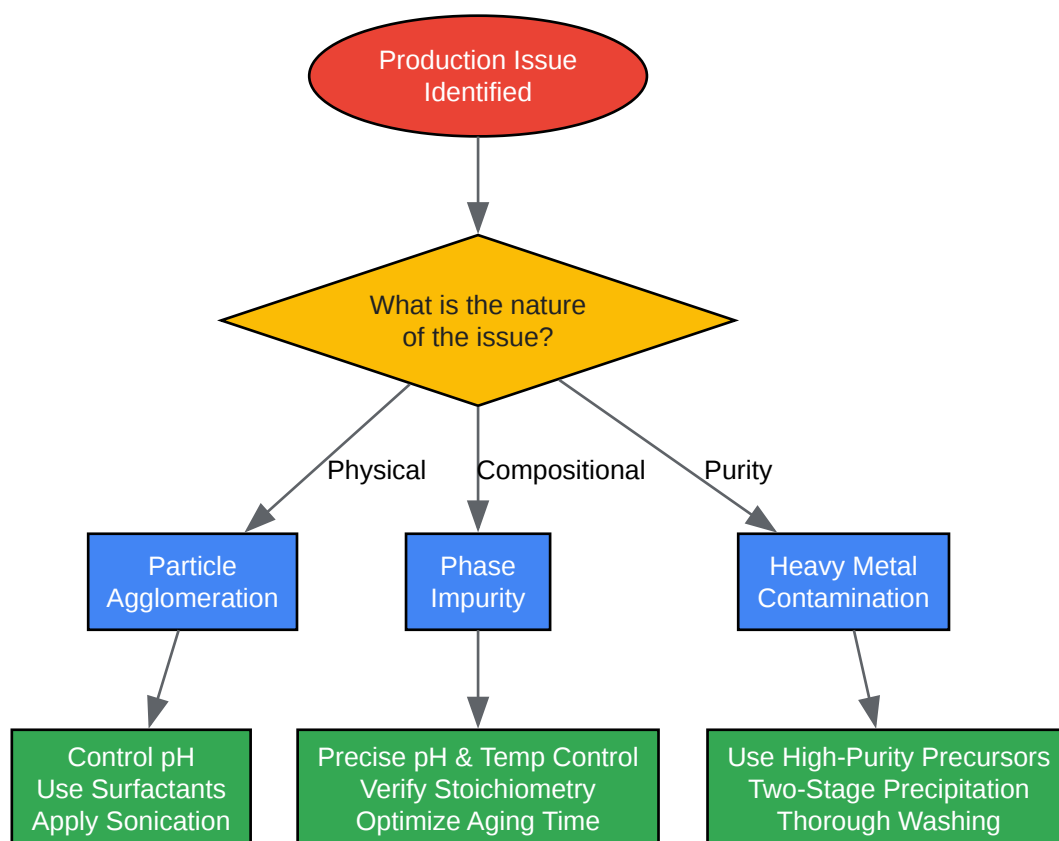 Production Issue
Identified
What is the nature
of the issue?
Physical
Compositional
Purity
Particle
Agglomeration
Phase
Impurity
Heavy Metal
Contamination
Control pH
Use Surfactants
Apply Sonication
Precise pH & Temp Control
Verify Stoichiometry
Optimize Aging Time
Use High-Purity Precursors
Two-Stage Precipitation
Thorough Washing